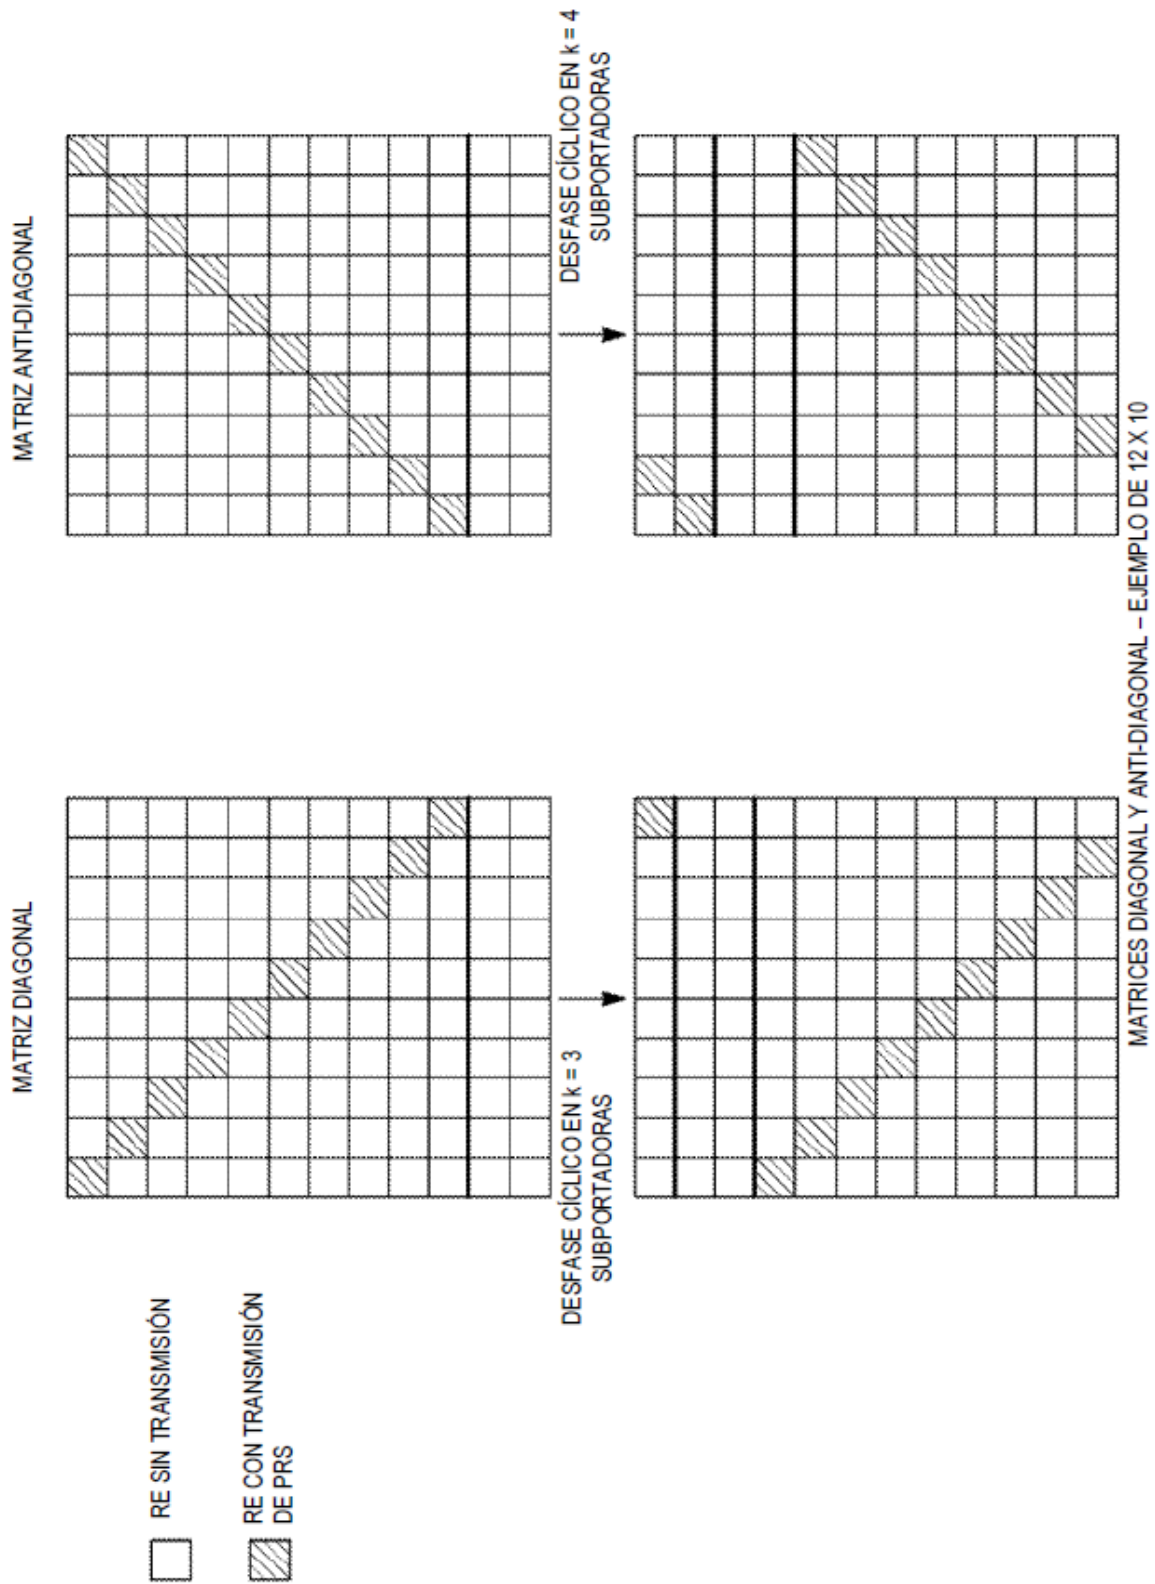 RE SIN TRANSMISIÓN
RE CON TRANSMISIÓN
DE PRS
MATRIZ DIAGONAL
MATRIZ ANTI-DIAGONAL
DESFASE CÍCLICO EN k = 3
SUBPORTADORAS
DESFASE CÍCLICO EN k = 4
SUBPORTADORAS
MATRICES DIAGONAL Y ANTI-DIAGONAL – EJEMPLO DE 12 X 10